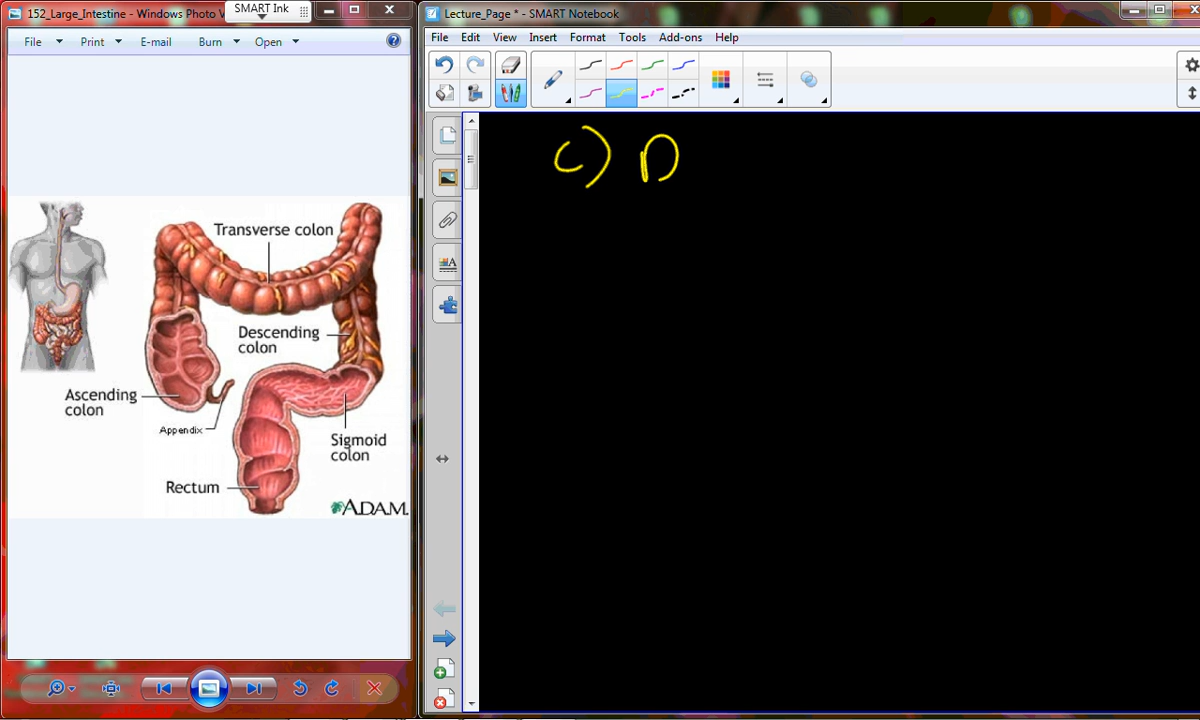 152_Large_Intestine - Windows Photo V
SMART Ink
File Print E-mail Burn Open
Transverse colon
Descending
colon
Ascending
colon
Appendix
Sigmoid
colon
Rectum
ADAM.
Lecture_Page * - SMART Notebook
File Edit View Insert Format Tools Add-ons Help
c) D